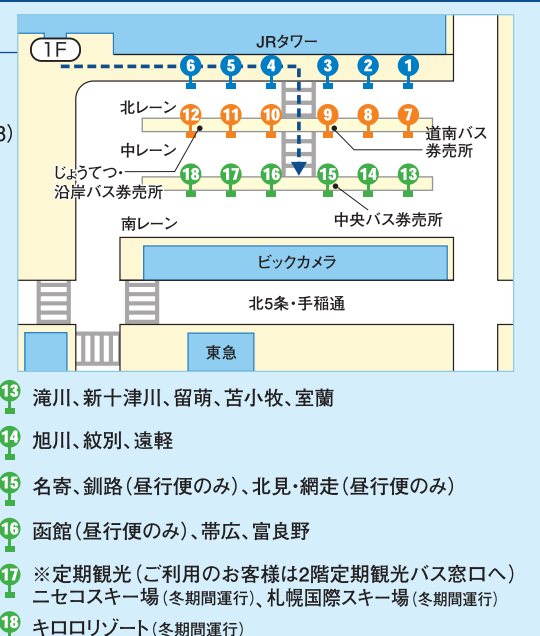 1F
JRタワー
6 5 4 3 2 1
北レーン
12 11 10 9 8 7
道南バス
券売所
中レーン
じょうてつ・
沿岸バス券売所
18 17 16 15 14 13
中央バス券売所
南レーン
ビックカメラ
北5条・手稲通
東急
3)
13 滝川、新十津川、留萌、苫小牧、室蘭
14 旭川、紋別、遠軽
15 名寄、釧路(昼行便のみ)、北見・網走(昼行便のみ)
16 函館(昼行便のみ)、帯広、富良野
17 ※定期観光(ご利用のお客様は2階定期観光バス窓口へ)
ニセコスキー場(冬期間運行)、札幌国際スキー場(冬期間運行)
18 キロロリゾート(冬期間運行)